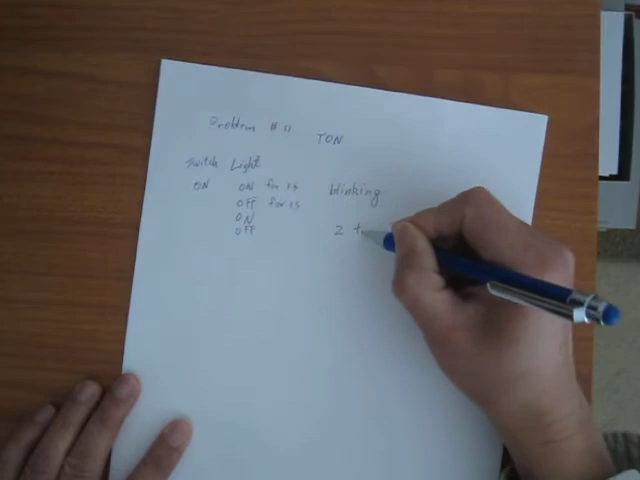 Problem # 11 TON
Switch Light
ON ON for 1s blinking
OFF for 1s
ON
OFF 2 t